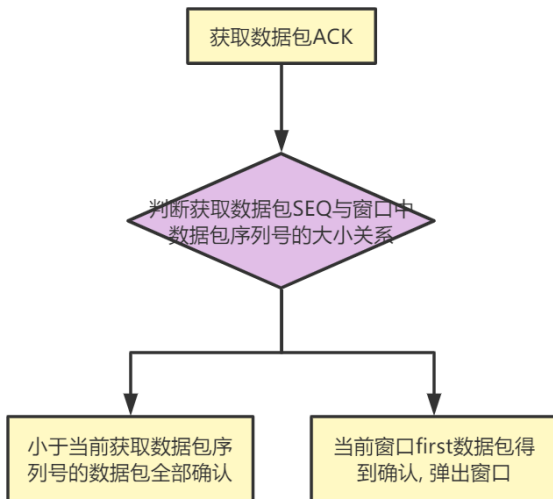 获取数据包ACK
判断获取数据包SEQ与窗口中
数据包序列号的大小关系
小于当前获取数据包序
列号的数据包全部确认
当前窗口first数据包得
到确认, 弹出窗口